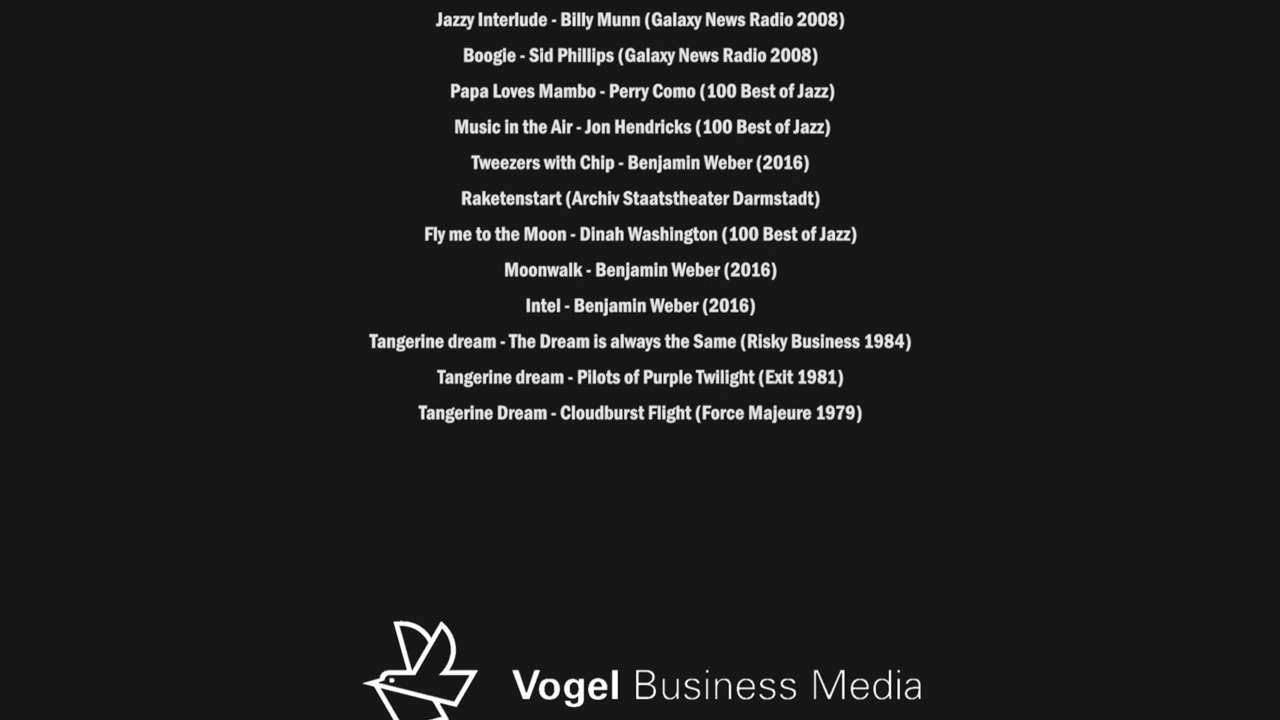 Jazzy Interlude - Billy Munn (Galaxy News Radio 2008)
Boogie - Sid Phillips (Galaxy News Radio 2008)
Papa Loves Mambo - Perry Como (100 Best of Jazz)
Music in the Air - Jon Hendricks (100 Best of Jazz)
Tweezers with Chip - Benjamin Weber (2016)
Raketenstart (Archiv Staatstheater Darmstadt)
Fly me to the Moon - Dinah Washington (100 Best of Jazz)
Moonwalk - Benjamin Weber (2016)
Intel - Benjamin Weber (2016)
Tangerine dream - The Dream is always the Same (Risky Business 1984)
Tangerine dream - Pilots of Purple Twilight (Exit 1981)
Tangerine Dream - Cloudburst Flight (Force Majeure 1979)
Vogel Business Media